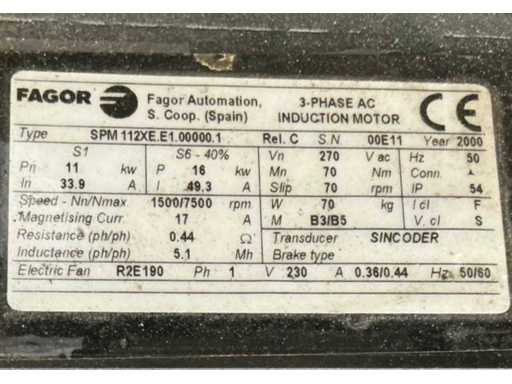 FAGOR
Fagor Automation,
S. Coop. (Spain)
3-PHASE AC
INDUCTION MOTOR
CE
Type SPM 112XE.E1.00000.1 Rel. C S.N. 00E11 Year 2000
S1 S6 - 40% Vn 270 V ac Hz 50
Pn 11 kw P 16 kw Mn 70 Nm Conn.
In 33.9 A I 49,3 A Slip 70 rpm IP 54
Speed - Nn/Nmax 1500/7500 rpm W 70 kg I cl F
Magnetising Curr. 17 A M B3/B5 V. cl S
Resistance (ph/ph) 0.44 Ω Transducer SINCODER
Inductance (ph/ph) 5.1 Mh Brake type
Electric Fan R2E190 Ph 1 V 230 A 0.36/0.44 Hz 50/60